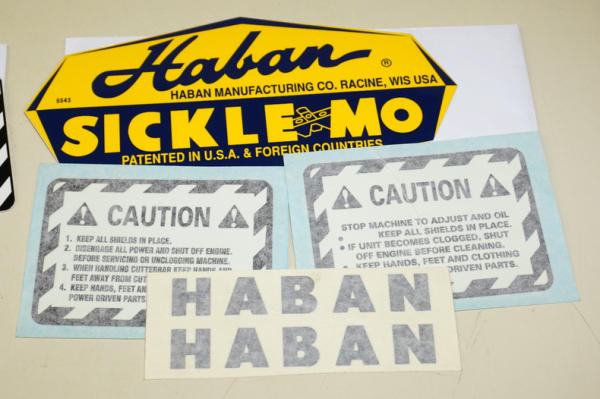 Haban ®
5543 HABAN MANUFACTURING CO. RACINE, WIS USA
SICKLE MO
PATENTED IN U.S.A. & FOREIGN COUNTRIES
CAUTION
1. KEEP ALL SHIELDS IN PLACE.
2. DISENGAGE ALL POWER AND SHUT OFF ENGINE.
BEFORE SERVICING OR UNCLOGGING MACHINE.
3. WHEN HANDLING CUTTERBAR KEEP HANDS AND
FEET AWAY FROM CUT
4. KEEP HANDS, FEET AN
POWER DRIVEN PARTS
CAUTION
STOP MACHINE TO ADJUST AND OIL
• KEEP ALL SHIELDS IN PLACE.
• IF UNIT BECOMES CLOGGED, SHUT
OFF ENGINE BEFORE CLEANING.
• KEEP HANDS, FEET AND CLOTHING
DRIVEN PARTS.
HABAN
HABAN